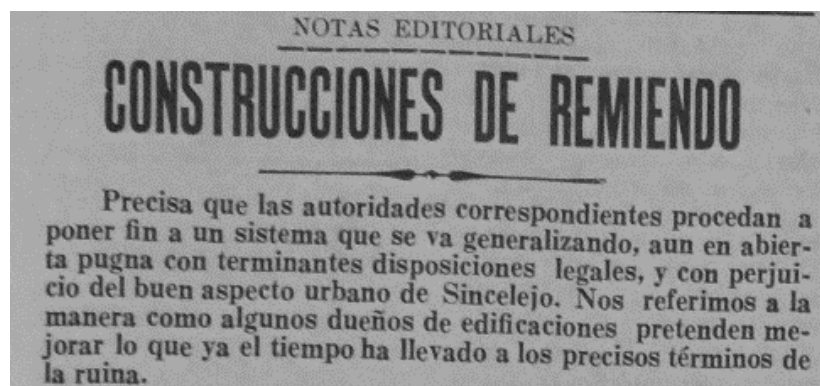 NOTAS EDITORIALES
CONSTRUCCIONES DE REMIENDO
Precisa que las autoridades correspondientes procedan a
poner fin a un sistema que se va generalizando, aun en abier-
ta pugna con terminantes disposiciones legales, y con perjui-
cio del buen aspecto urbano de Sincelejo. Nos referimos a la
manera como algunos dueños de edificaciones pretenden me-
jorar lo que ya el tiempo ha llevado a los precisos términos de
la ruina.